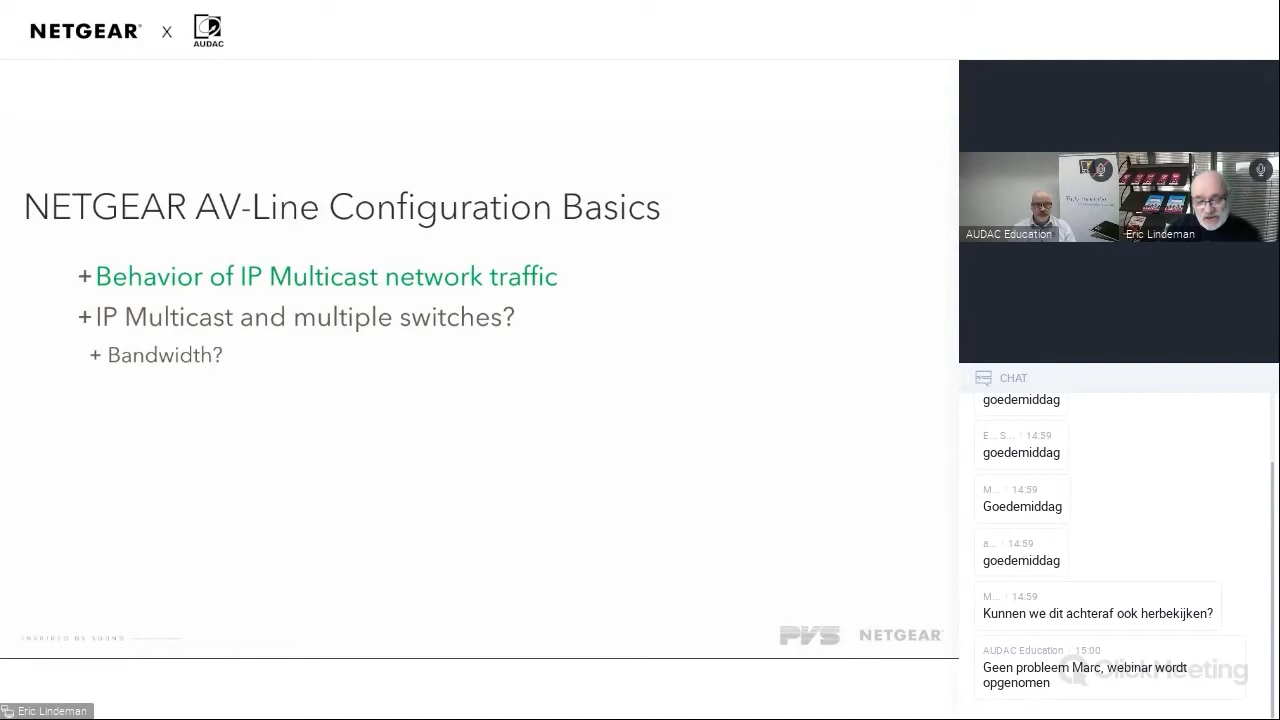 NETGEAR X AUDAC
NETGEAR AV-Line Configuration Basics
+ Behavior of IP Multicast network traffic
+ IP Multicast and multiple switches?
+ Bandwidth?
INSPIRED BY SOUND
PVS NETGEAR
Eric Lindeman
AUDAC Education
Eric Lindeman
CHAT
goedemiddag
E... S... 14:59
goedemiddag
M... 14:59
Goedemiddag
a... 14:59
goedemiddag
M... 14:59
Kunnen we dit achteraf ook herbekijken?
AUDAC Education 15:00
Geen probleem Marc, webinar wordt
opgenomen
ClickMeeting